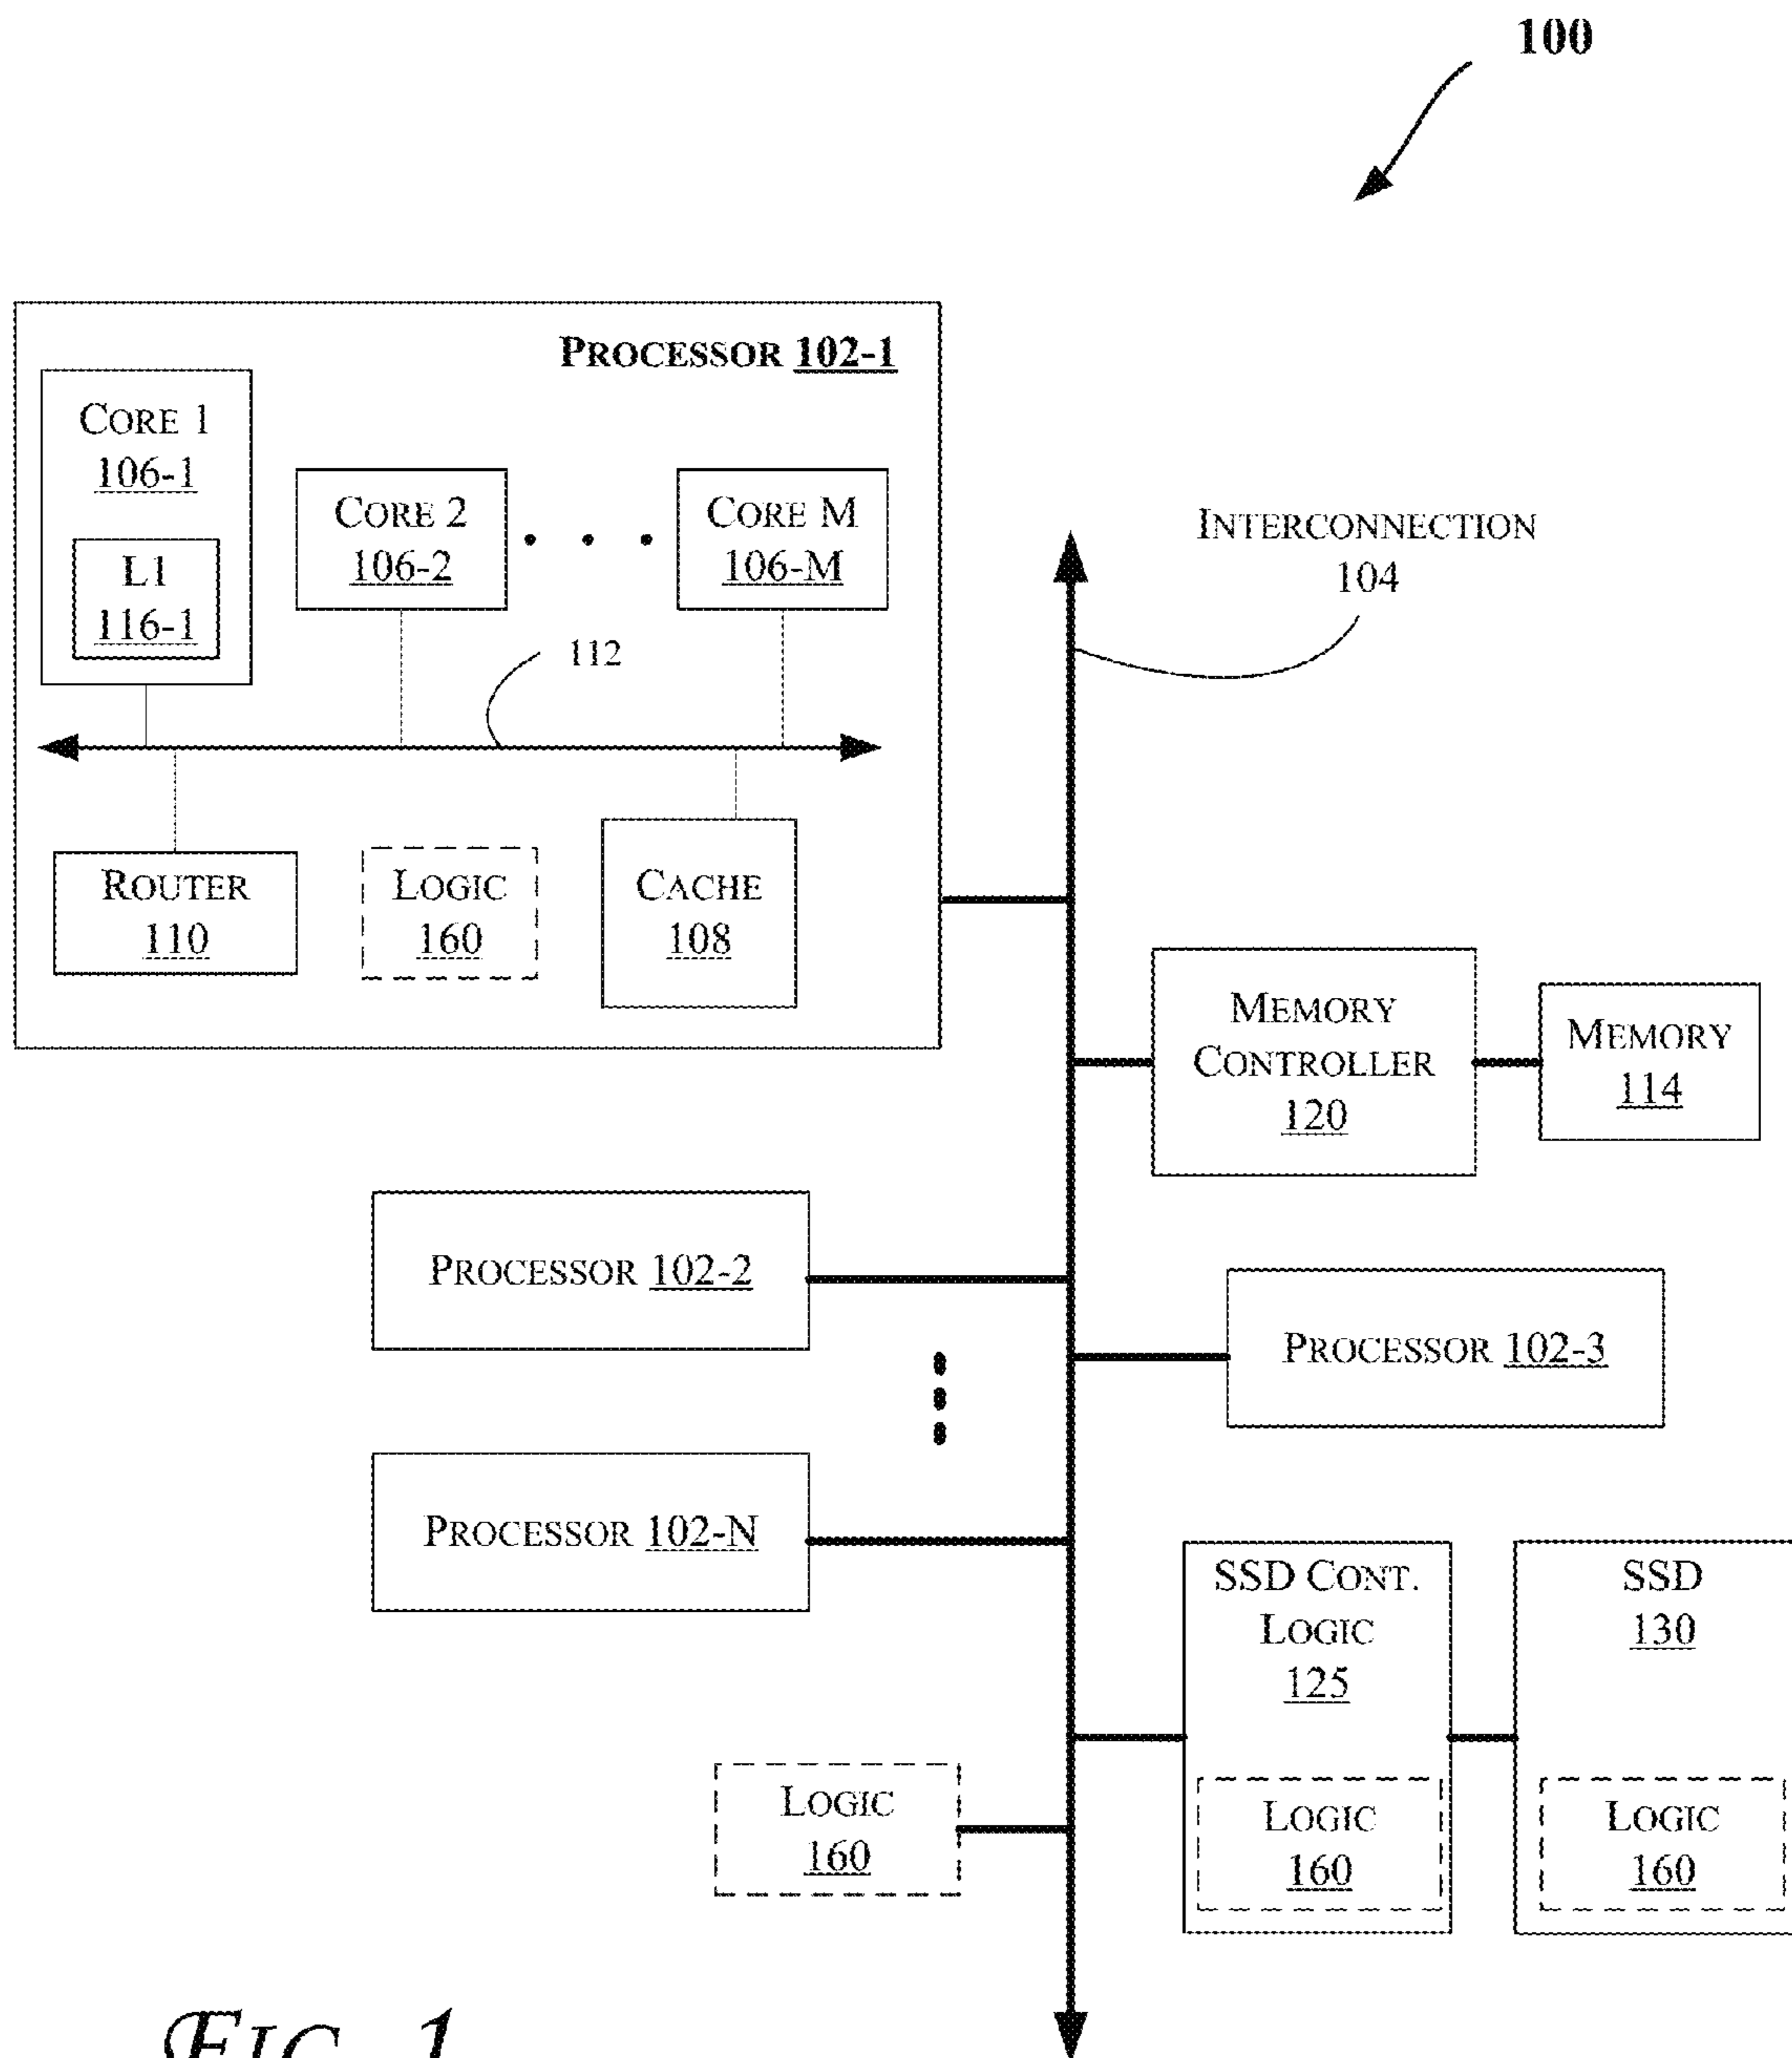 100
PROCESSOR 102-1
CORE 1
106-1
L1
116-1
CORE 2
106-2
CORE M
106-M
112
ROUTER
110
LOGIC
160
CACHE
108
INTERCONNECTION
104
MEMORY
CONTROLLER
120
MEMORY
114
PROCESSOR 102-2
PROCESSOR 102-3
PROCESSOR 102-N
SSD CONT.
LOGIC
125
LOGIC
160
SSD
130
LOGIC
160
LOGIC
160
FIG. 1